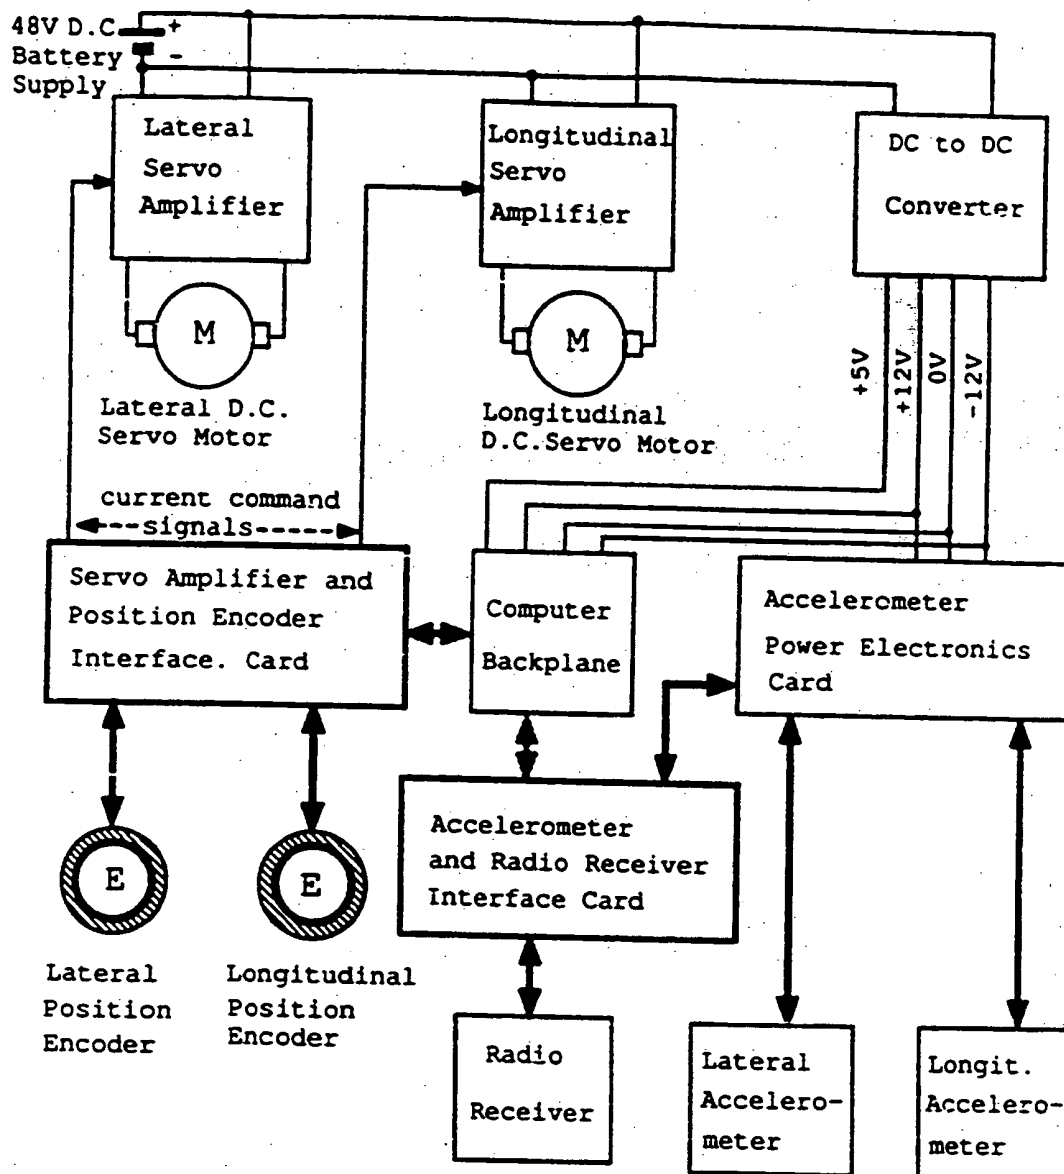 48V D.C.
+
Battery
-
Supply
Lateral
Servo
Amplifier
Longitudinal
Servo
Amplifier
DC to DC
Converter
M
M
Lateral D.C.
Servo Motor
Longitudinal
D.C.Servo Motor
+5V
+12V
0V
-12V
current command
signals
Servo Amplifier and
Position Encoder
Interface. Card
Computer
Backplane
Accelerometer
Power Electronics
Card
Accelerometer
and Radio Receiver
Interface Card
E
E
Lateral
Position
Encoder
Longitudinal
Position
Encoder
Radio
Receiver
Lateral
Accelero-
meter
Longit.
Accelero-
meter